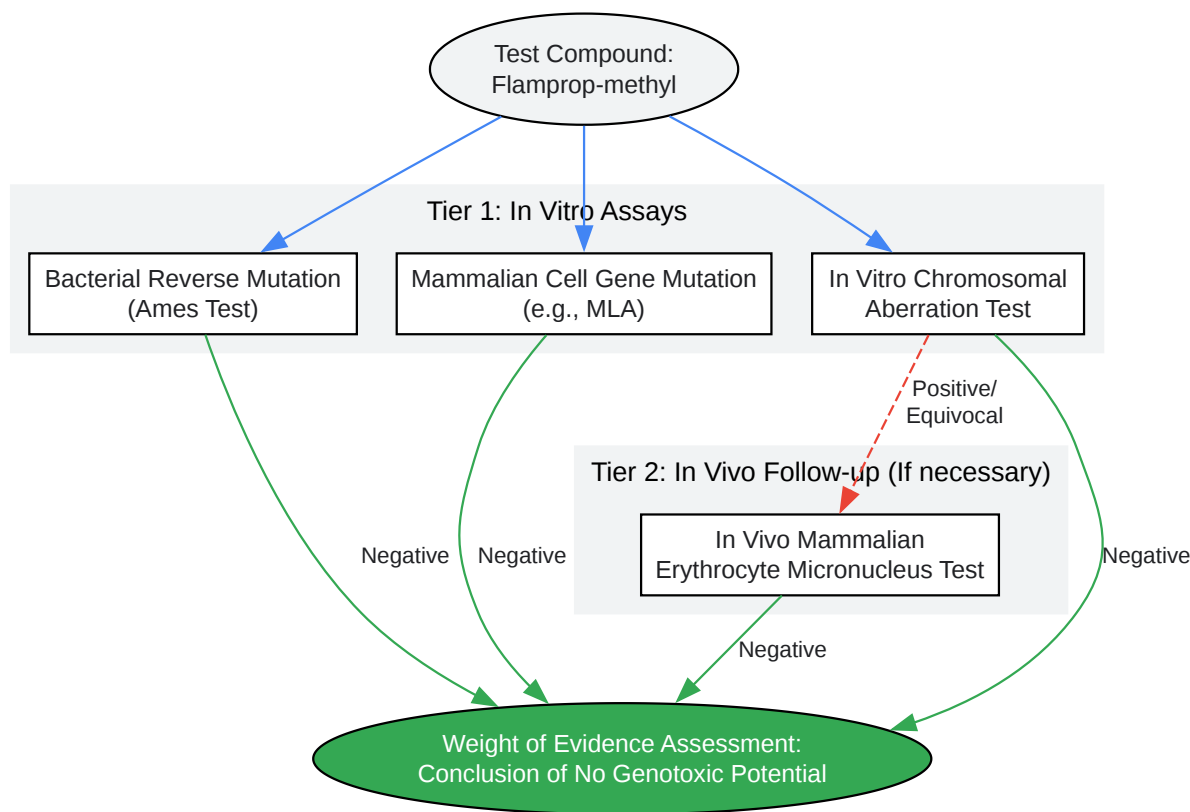 Test Compound:
Flamprop-methyl
Tier 1: In Vitro Assays
Bacterial Reverse Mutation
(Ames Test)
Mammalian Cell Gene Mutation
(e.g., MLA)
In Vitro Chromosomal
Aberration Test
Positive/
Equivocal
Tier 2: In Vivo Follow-up (If necessary)
In Vivo Mammalian
Erythrocyte Micronucleus Test
Negative
Negative
Negative
Negative
Weight of Evidence Assessment:
Conclusion of No Genotoxic Potential